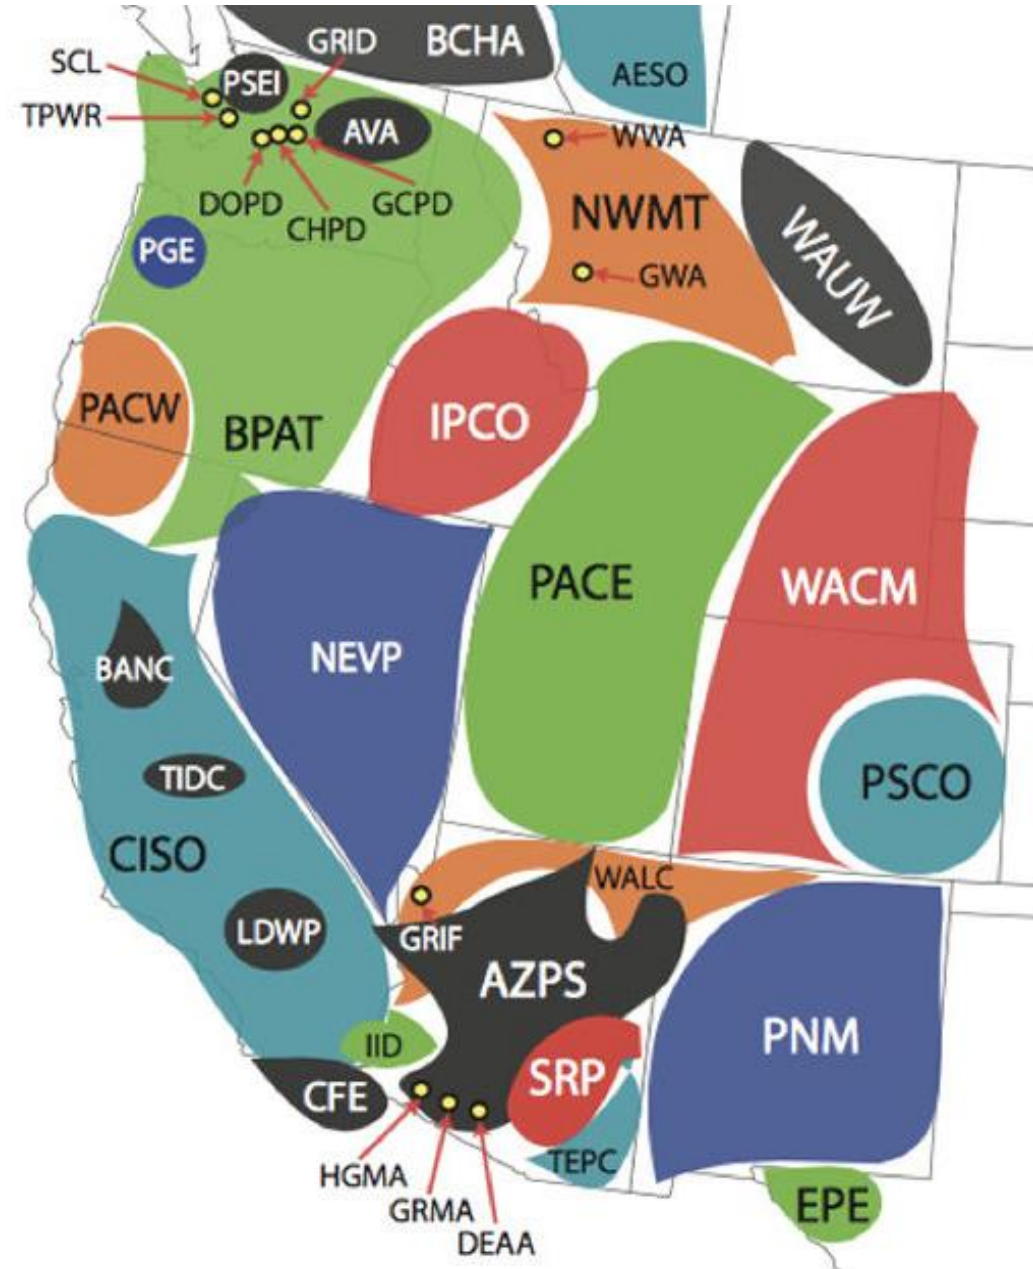 GRID
BCHA
SCL
PSEI
AESO
TPWR
AVA
WWA
DOPD
GCPD
CHPD
NWMT
PGE
GWA
WAUW
PACW
BPAT
IPCO
PACE
WACM
NEVP
BANC
TIDC
PSCO
CISO
WALC
LDWP
GRIF
AZPS
IID
PNM
SRP
CFE
TEPC
HGMA
GRMA
EPE
DEAA